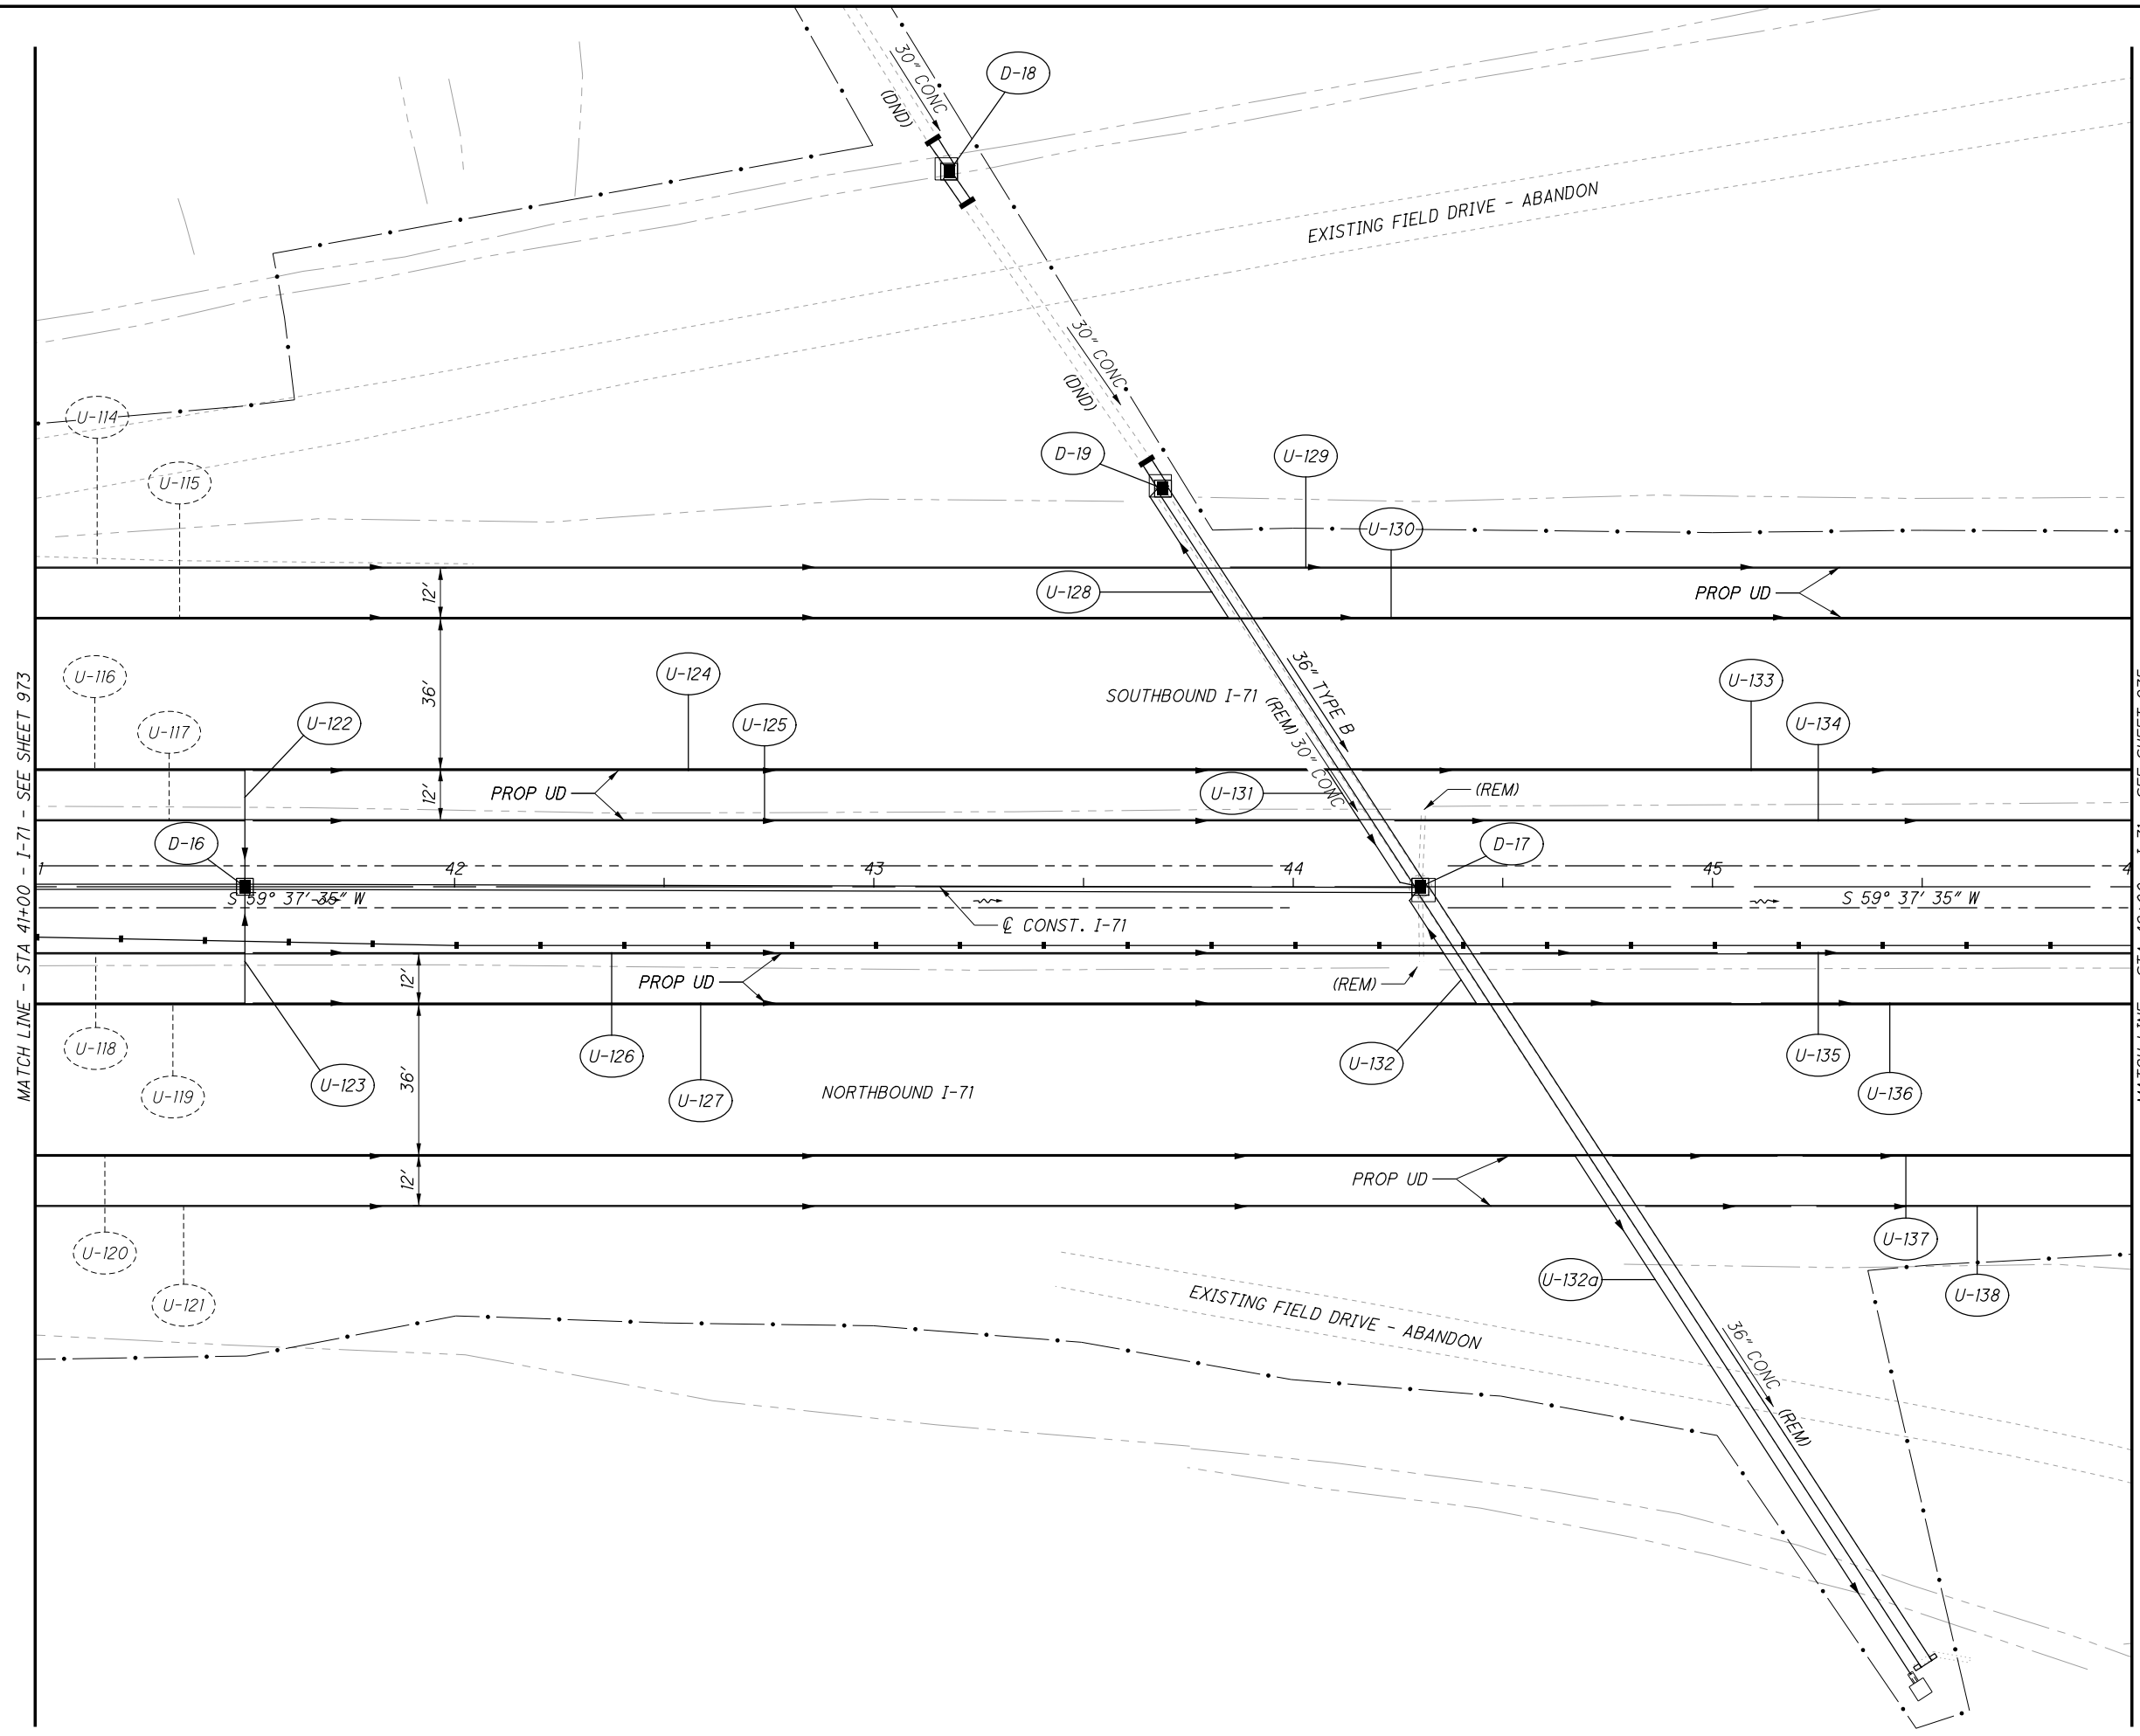 30" CONC
(DND)
D-18
EXISTING FIELD DRIVE - ABANDON
30" CONC
(DND)
U-114
U-115
D-19
U-129
U-130
12'
U-128
PROP UD
MATCH LINE - STA 41+00 - I-71 - SEE SHEET 973
U-116
U-117
36'
U-122
U-124
U-125
SOUTHBOUND I-71
36" TYPE B
(REM) 30" CONC
U-133
U-134
12'
PROP UD
U-131
(REM)
D-16
D-17
1
42
43
44
45
4
S 59° 37' 35" W
S 59° 37' 35" W
℄ CONST. I-71
12'
PROP UD
(REM)
U-118
U-119
U-123
36'
U-126
U-127
NORTHBOUND I-71
U-132
U-135
U-136
12'
PROP UD
U-120
U-121
U-137
U-132a
U-138
EXISTING FIELD DRIVE - ABANDON
36" CONC
(REM)